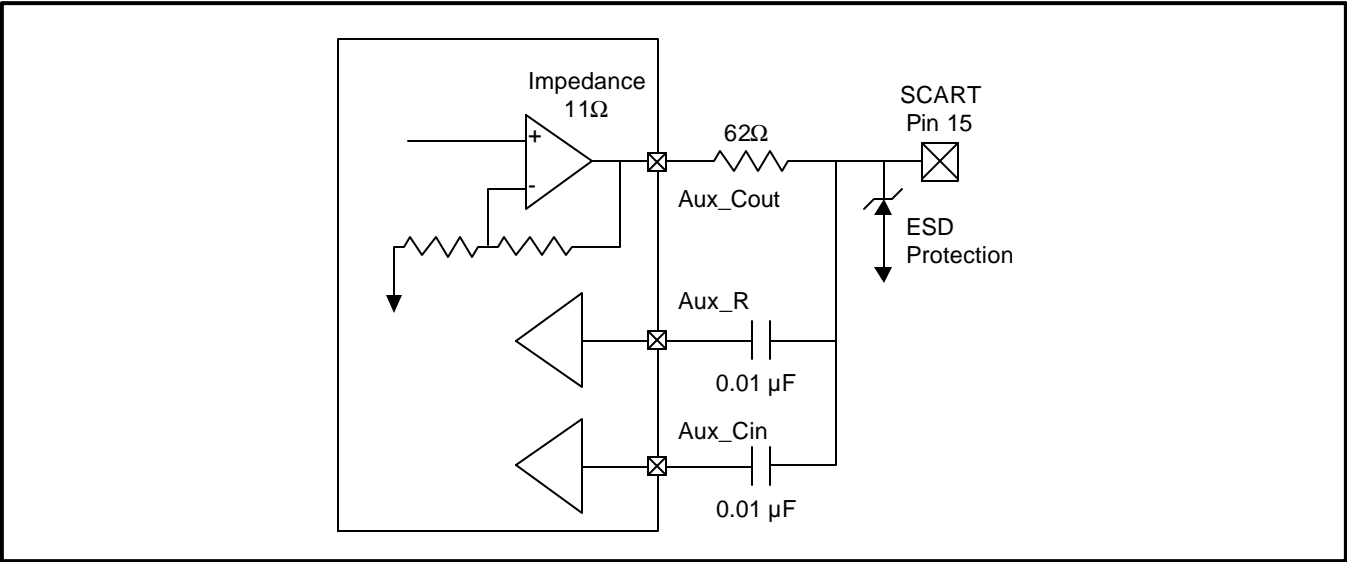 Impedance
11Ω
+
-
62Ω
SCART
Pin 15
Aux_Cout
ESD
Protection
Aux_R
0.01 µF
Aux_Cin
0.01 µF